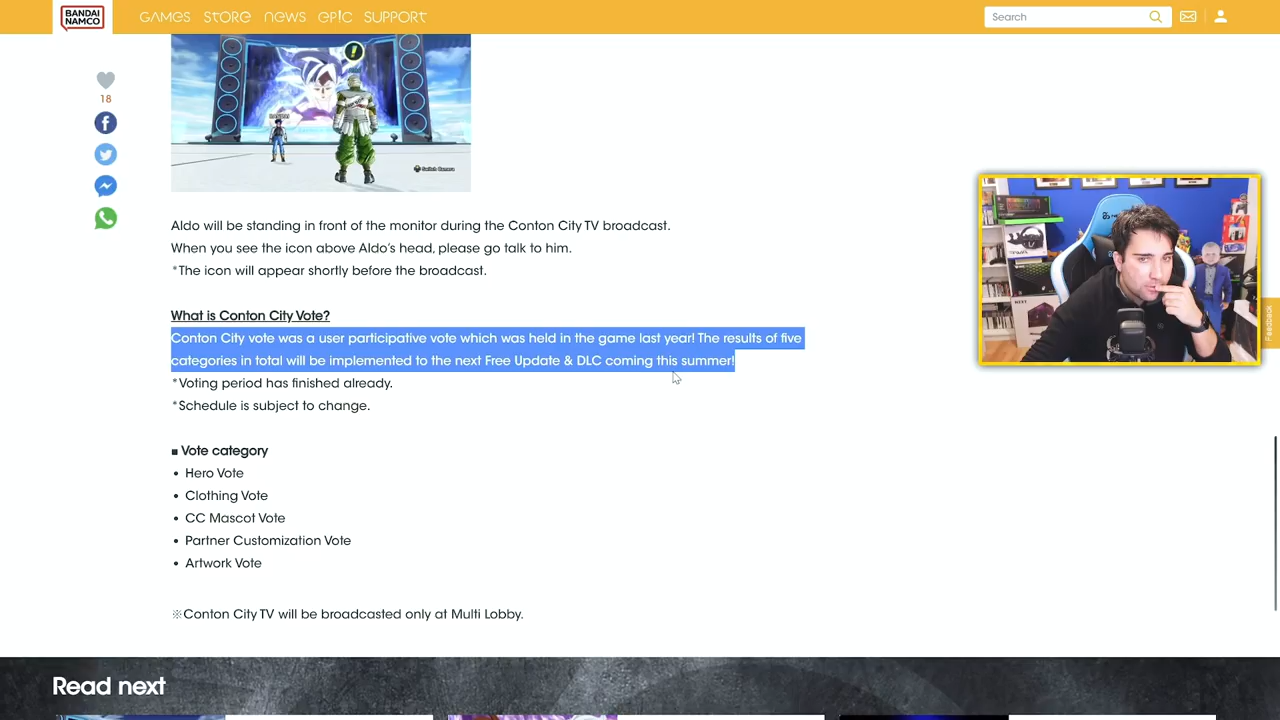 BANDAI
NAMCO
GAMES STORE NEWS EPIC SUPPORT
Search
18
Switch Camera
Aldo will be standing in front of the monitor during the Conton City TV broadcast.
When you see the icon above Aldo's head, please go talk to him.
*The icon will appear shortly before the broadcast.
What is Conton City Vote?
Conton City vote was a user participative vote which was held in the game last year! The results of five
categories in total will be implemented to the next Free Update & DLC coming this summer!
*Voting period has finished already.
*Schedule is subject to change.
■ Vote category
• Hero Vote
• Clothing Vote
• CC Mascot Vote
• Partner Customization Vote
• Artwork Vote
※Conton City TV will be broadcasted only at Multi Lobby.
Feedback
Read next